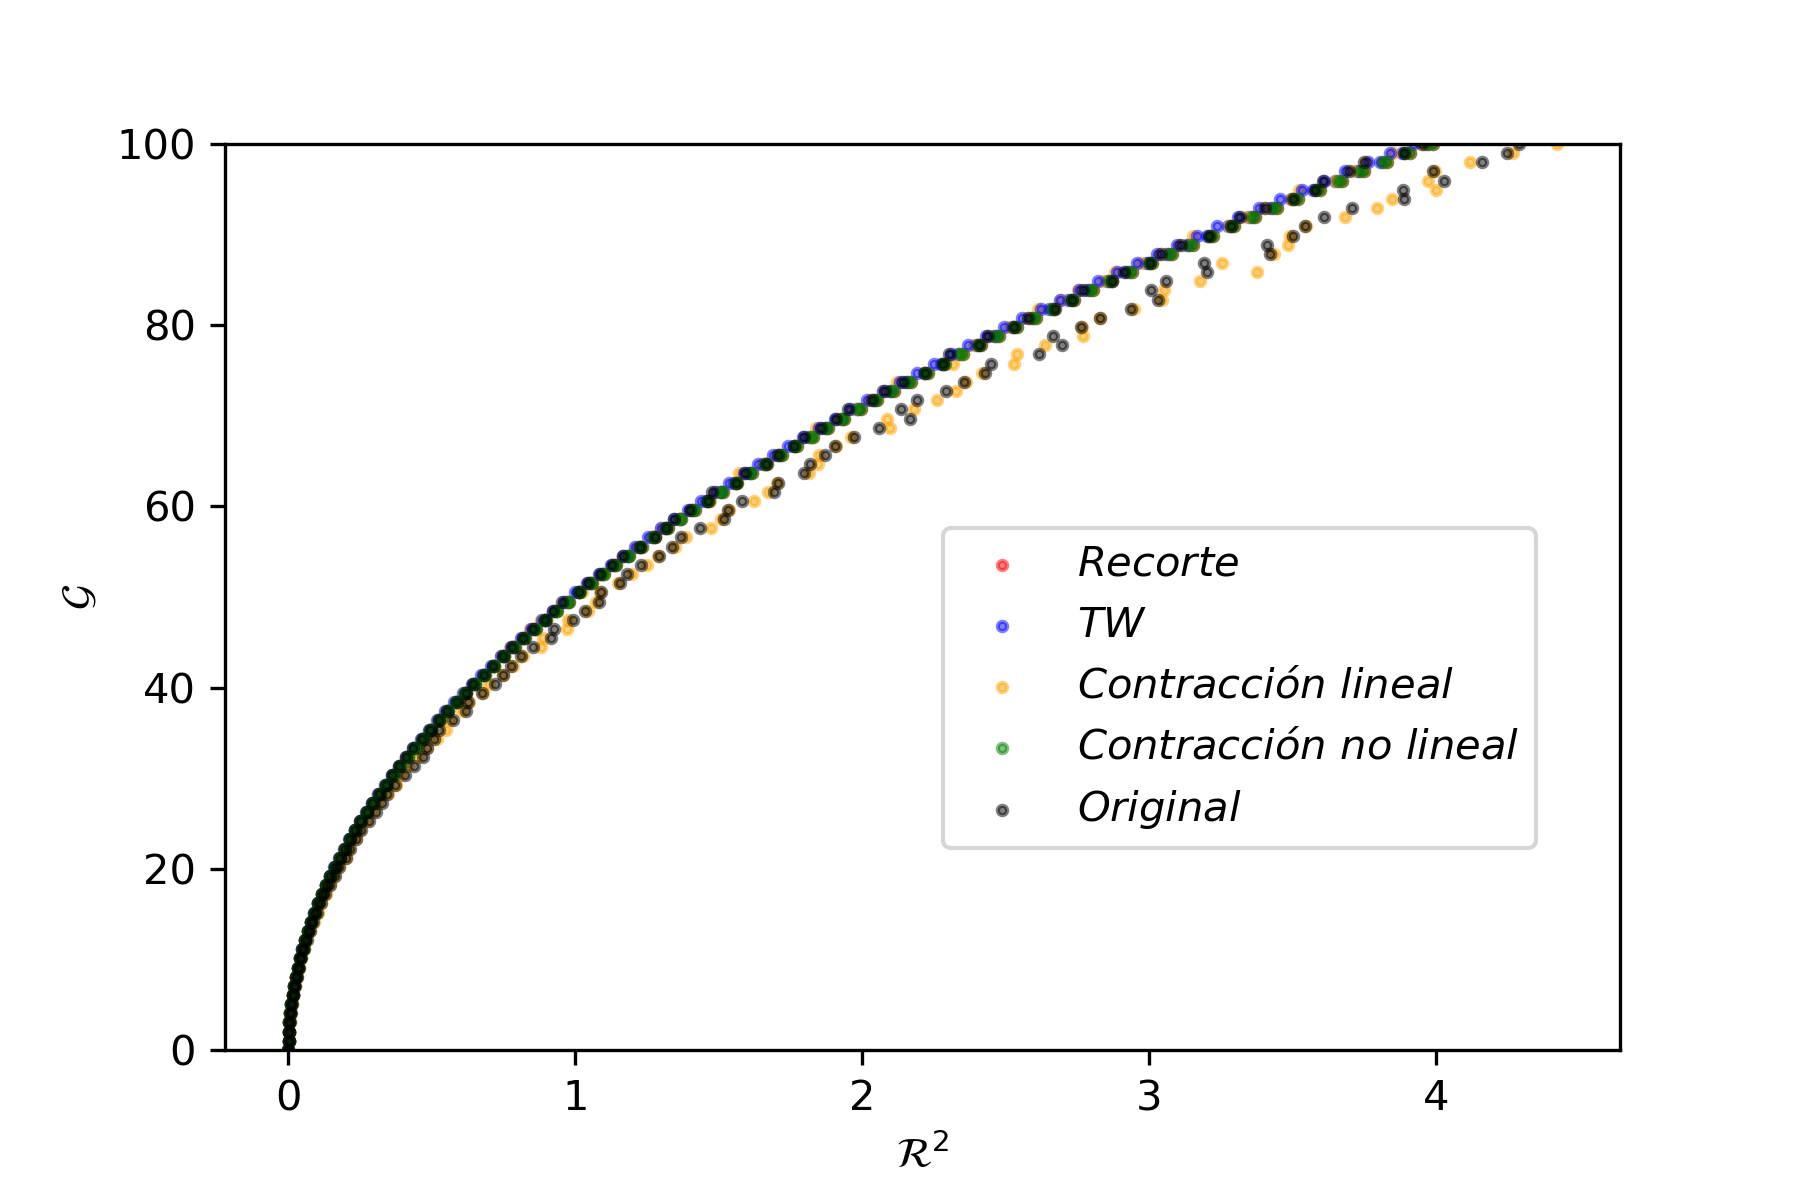 100
80
60
40
20
0
𝒢
Recorte
TW
Contracción lineal
Contracción no lineal
Original
0 1 2 3 4
ℛ²